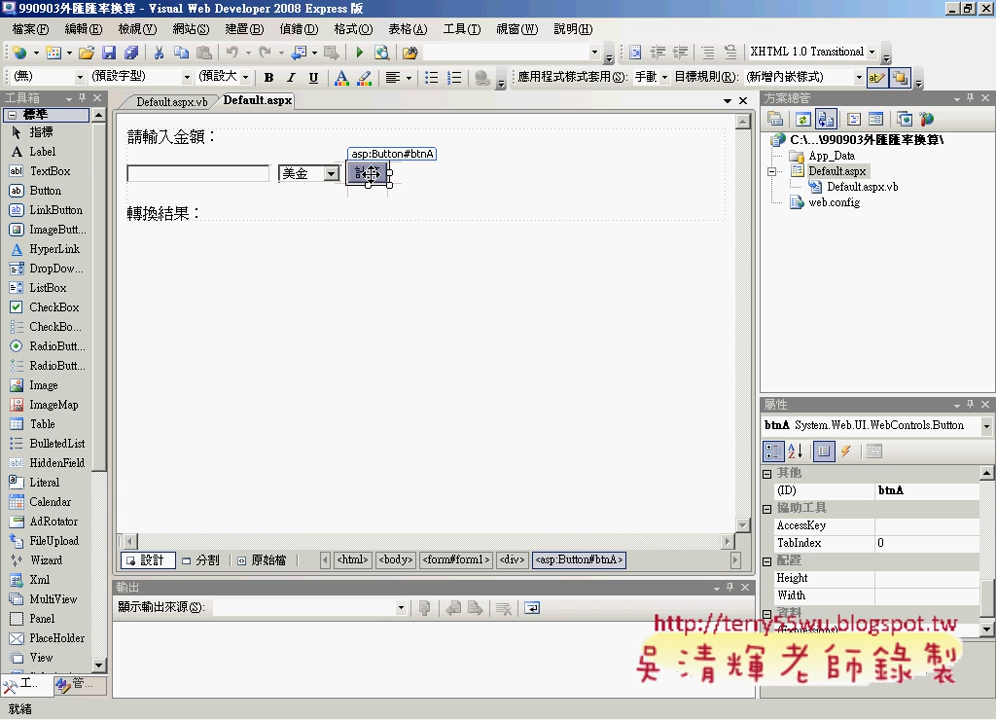 990903外匯匯率換算 - Visual Web Developer 2008 Express 版
檔案(F) 編輯(E) 檢視(V) 網站(S) 建置(B) 偵錯(D) 格式(O) 表格(A) 工具(T) 視窗(W) 說明(H)
XHTML 1.0 Transitional
(無) (預設字型) (預設大 B I U A 應用程式樣式套用(S): 手動 目標規則(R): (新增內嵌樣式)
工具箱
標準
指標
Label
TextBox
Button
LinkButton
ImageButt...
HyperLink
DropDow...
ListBox
CheckBox
CheckBo...
RadioButt...
RadioButt...
Image
ImageMap
Table
BulletedList
HiddenField
Literal
Calendar
AdRotator
FileUpload
Wizard
Xml
MultiView
Panel
PlaceHolder
View
工... 管...
Default.aspx.vb Default.aspx
請輸入金額：
asp:Button#btnA
美金
轉換結果：
設計 分割 原始檔 <html> <body> <form#form1> <div> <asp:Button#btnA>
輸出
顯示輸出來源(S):
方案總管
C:\...\990903外匯匯率換算\
App_Data
Default.aspx
Default.aspx.vb
web.config
屬性
btnA System.Web.UI.WebControls.Button
其他
(ID) btnA
協助工具
AccessKey
TabIndex 0
配置
Height
Width
資料
http://terry55wu.blogspot.tw
吳清輝老師錄製
就緒